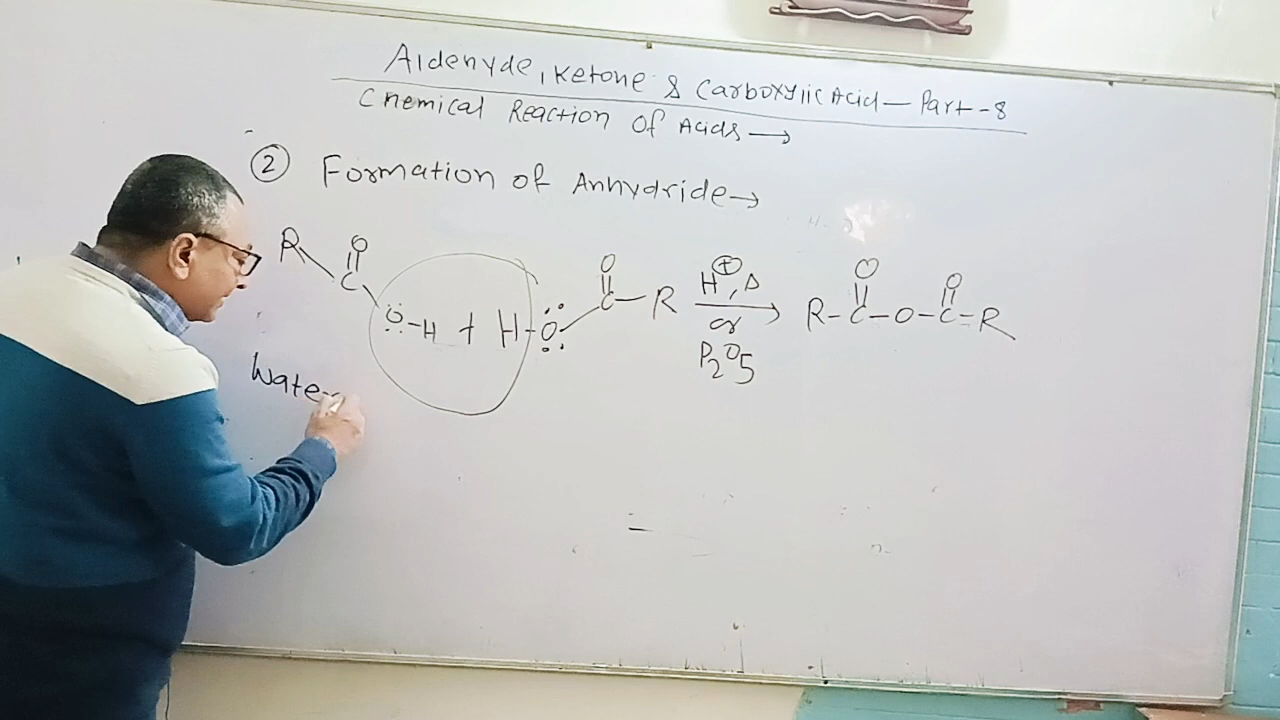 Aldehyde, Ketone & Carboxylic Acid — Part-8
Chemical Reaction Of Acids →
② Formation of Anhydride →
O O O O
R C O-H + H-O C-R H⊕, Δ → R-C-O-C-R
or
P2O5
Water